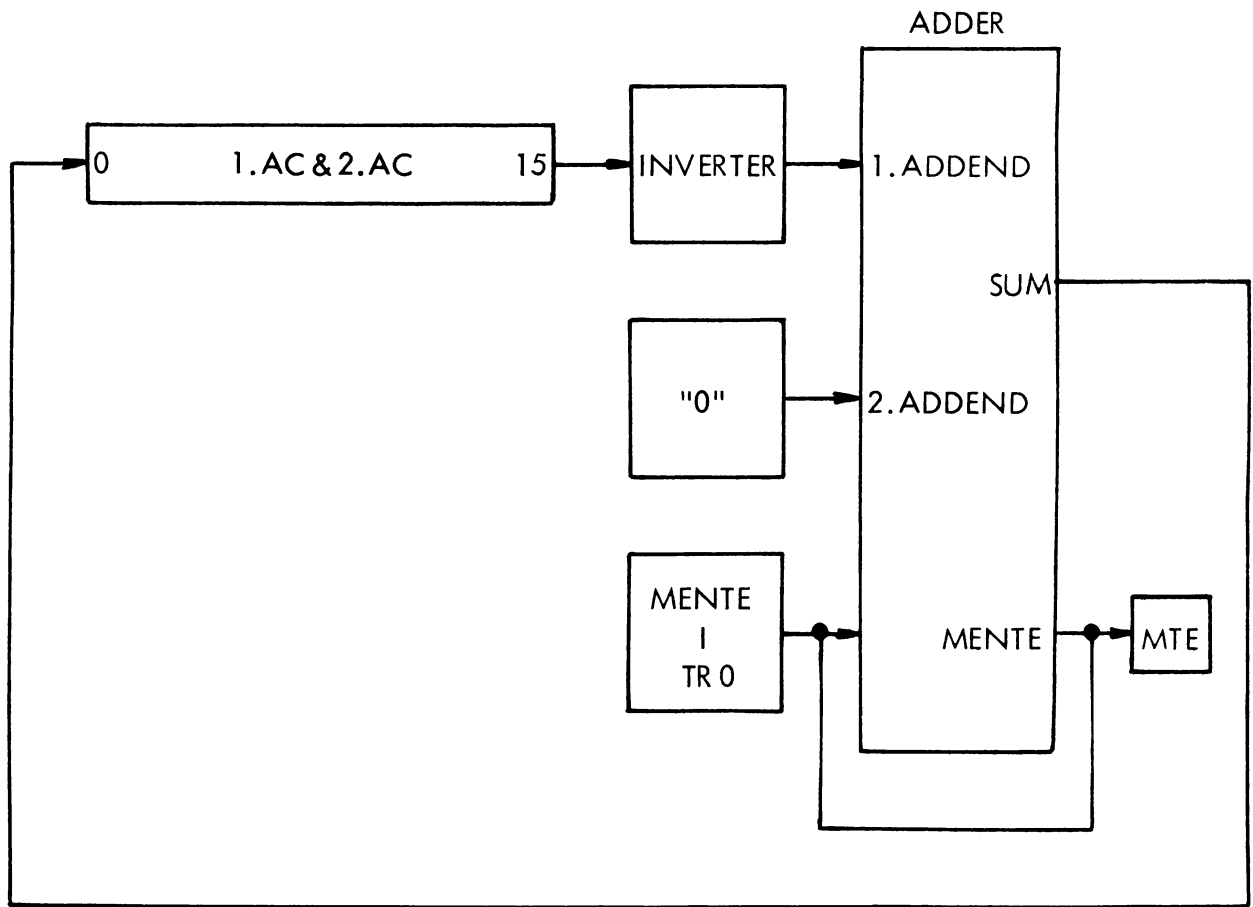 ADDER
0 1.AC&2.AC 15
INVERTER
1.ADDEND
SUM
"0"
2.ADDEND
MENTE
I
TR 0
MENTE
MTE